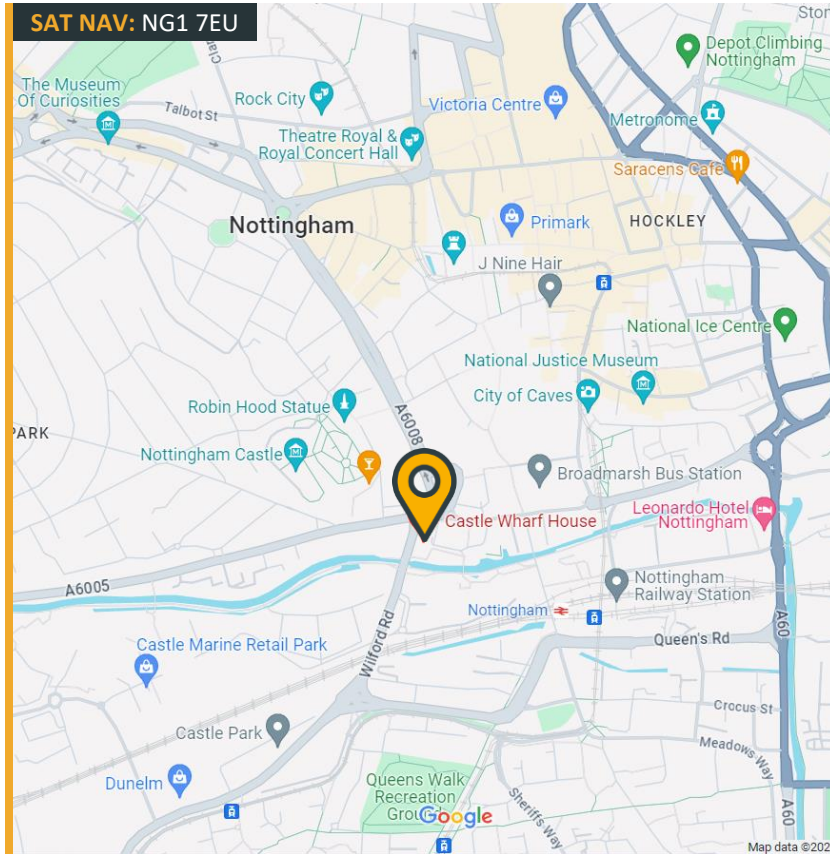 SAT NAV: NG1 7EU
Depot Climbing
Nottingham
The Museum
Of Curiosities
Talbot St
Rock City
Victoria Centre
Metronome
Theatre Royal &
Royal Concert Hall
Saracens Cafe
Nottingham
Primark
HOCKLEY
J Nine Hair
National Ice Centre
National Justice Museum
City of Caves
Robin Hood Statue
A6008
PARK
Nottingham Castle
Broadmarsh Bus Station
Leonardo Hotel
Nottingham
Castle Wharf House
A6005
Nottingham
Railway Station
Nottingham
Wilford Rd
Queen's Rd
A60
Castle Marine Retail Park
Crocus St
Castle Park
Meadows Way
Dunelm
Queens Walk
Recreation
Ground
Google
Sheriffs Way
A60
Map data ©202